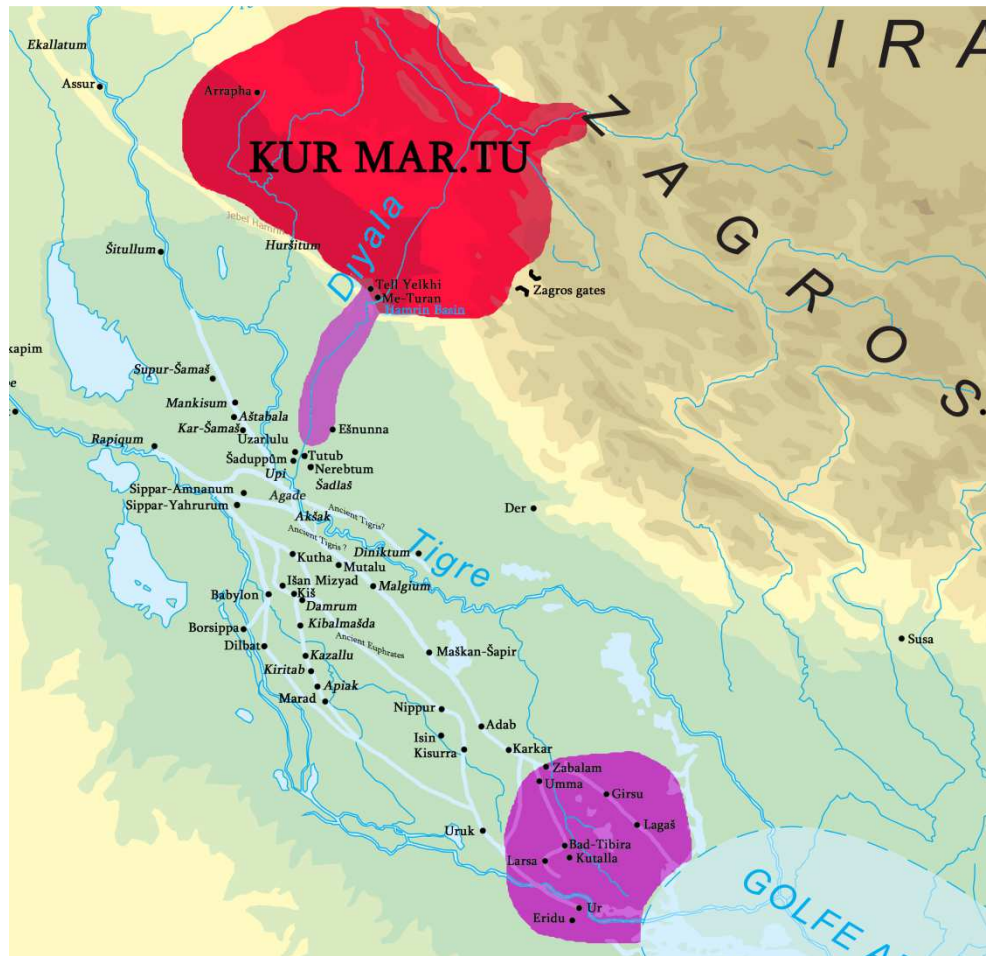 IRA
Ekallatum
Assur
Arrapha
ZAGROS
KUR MAR.TU
Diyala
Huršitum
Šitullum
Tell Yelkhi
Me-Turan
Hamrin Basin
Zagros gates
kapim
Supur-Šamaš
Mankisum
Aštabala
Kar-Šamaš
Uzarlulu
Ešnunna
Rapiqum
Šaduppûm
Tutub
Upi
Nerebtum
Šadlaš
Sippar-Amnanum
Agade
Sippar-Yahrurum
Akšak
Ancient Tigris?
Der
Ancient Tigris ?
Tigre
Kutha
Diniktum
Mutalu
Išan Mizyad
Malgium
Babylon
Kiš
Damrum
Borsippa
Kibalmašda
Ancient Euphrates
Susa
Dilbat
Kazallu
Maškan-Šapir
Kiritab
Apiak
Marad
Nippur
Adab
Isin
Kisurra
Karkar
Zabalam
Umma
Girsu
Uruk
Lagaš
Bad-Tibira
Larsa
Kutalla
Ur
Eridu
GOLFE A